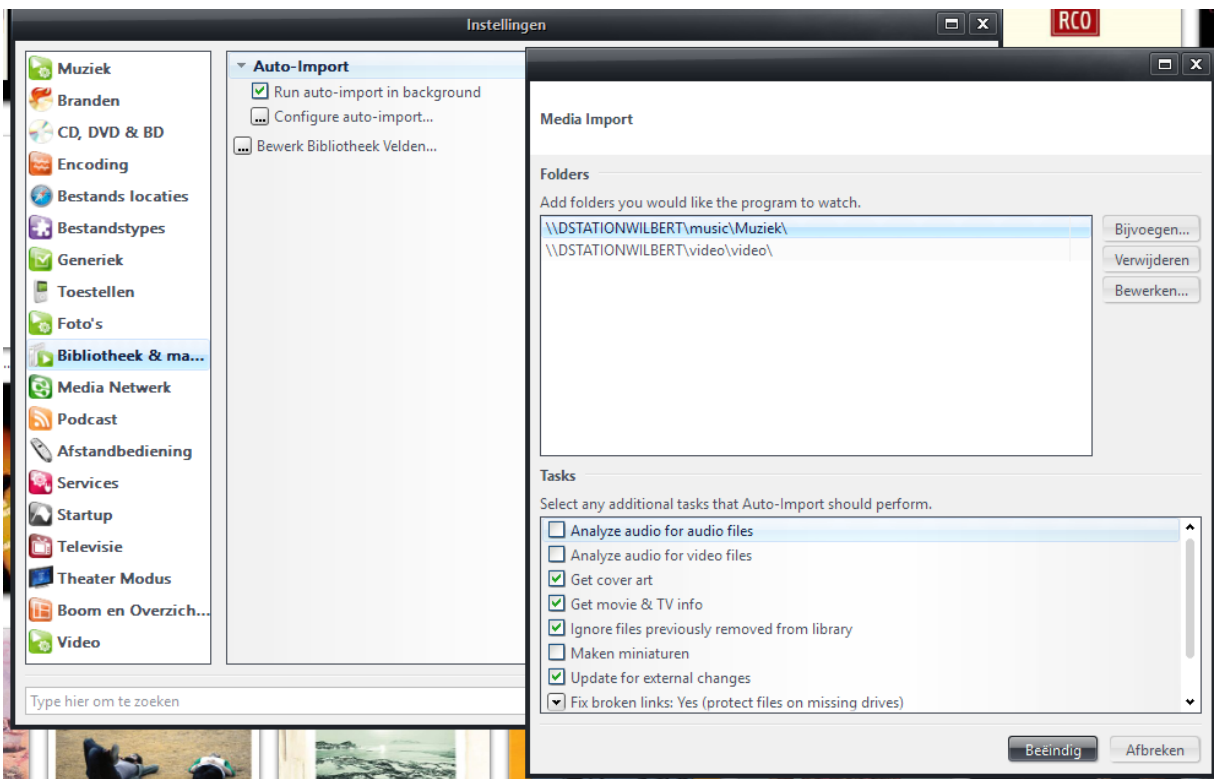 Instellingen
RCO
Muziek
Branden
CD, DVD & BD
Encoding
Bestands locaties
Bestandstypes
Generiek
Toestellen
Foto's
Bibliotheek & ma...
Media Netwerk
Podcast
Afstandbediening
Services
Startup
Televisie
Theater Modus
Boom en Overzich...
Video
Type hier om te zoeken
Auto-Import
Run auto-import in background
... Configure auto-import...
... Bewerk Bibliotheek Velden...
Media Import
Folders
Add folders you would like the program to watch.
\\DSTATIONWILBERT\music\Muziek\
\\DSTATIONWILBERT\video\video\
Bijvoegen...
Verwijderen
Bewerken...
Tasks
Select any additional tasks that Auto-Import should perform.
Analyze audio for audio files
Analyze audio for video files
Get cover art
Get movie & TV info
Ignore files previously removed from library
Maken miniaturen
Update for external changes
Fix broken links: Yes (protect files on missing drives)
Beëindig
Afbreken